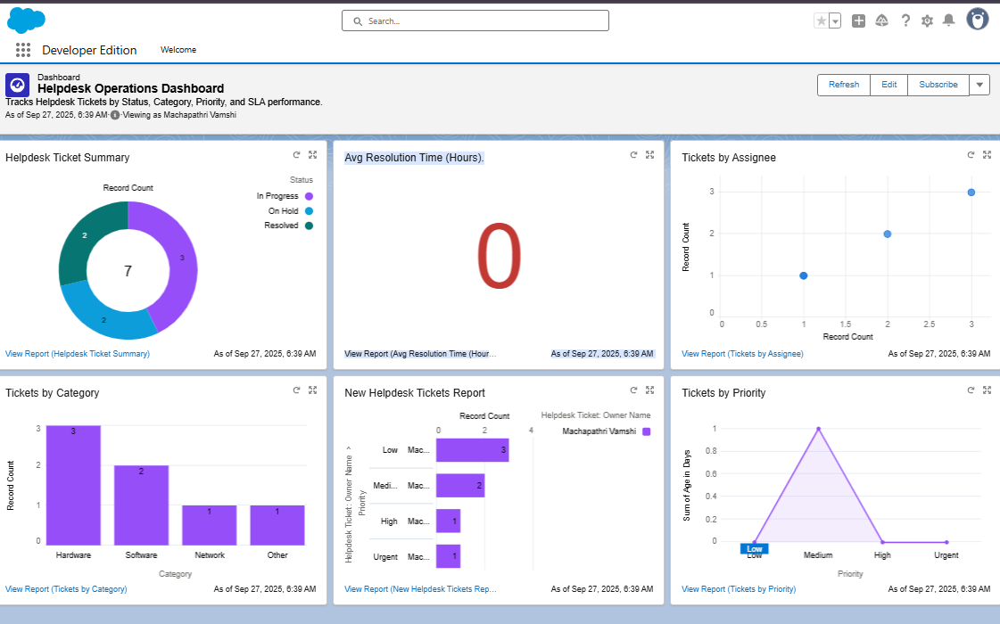 Search...
Developer Edition
Welcome
Dashboard
Helpdesk Operations Dashboard
Tracks Helpdesk Tickets by Status, Category, Priority, and SLA performance.
As of Sep 27, 2025, 6:39 AM·Viewing as Machapathri Vamshi
Refresh
Edit
Subscribe
Helpdesk Ticket Summary
Record Count
Status
In Progress
On Hold
Resolved
2
3
7
2
View Report (Helpdesk Ticket Summary)
As of Sep 27, 2025, 6:39 AM
Avg Resolution Time (Hours).
0
View Report (Avg Resolution Time (Hour...
As of Sep 27, 2025, 6:39 AM
Tickets by Assignee
Record Count
3
2
1
0
0 0.5 1 1.5 2 2.5 3
Record Count
View Report (Tickets by Assignee)
As of Sep 27, 2025, 6:39 AM
Tickets by Category
Record Count
3
2
1
0
3
2
1
1
Hardware Software Network Other
Category
View Report (Tickets by Category)
As of Sep 27, 2025, 6:39 AM
New Helpdesk Tickets Report
Record Count
0 2 4
Helpdesk Ticket: Owner Name
Machapathri Vamshi
Helpdesk Ticket: Owner Name
Priority
Low Mac... 3
Medi... Mac... 2
High Mac... 1
Urgent Mac... 1
View Report (New Helpdesk Tickets Rep...
As of Sep 27, 2025, 6:39 AM
Tickets by Priority
Sum of Age in Days
1
0.8
0.6
0.4
0.2
0
Low
Low Medium High Urgent
Priority
View Report (Tickets by Priority)
As of Sep 27, 2025, 6:39 AM